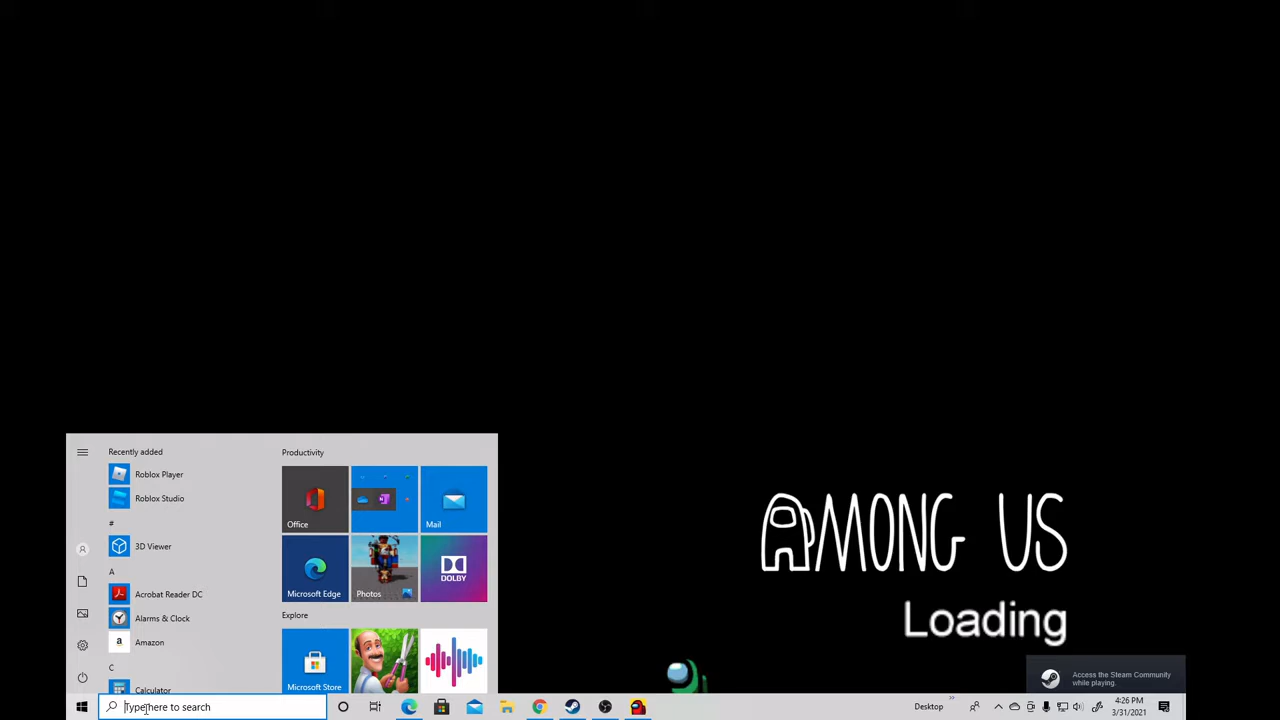 AMONG US
Loading
Recently added
Roblox Player
Roblox Studio
#
3D Viewer
A
Acrobat Reader DC
Alarms & Clock
Amazon
C
Calculator
Productivity
Office
Mail
Microsoft Edge
Photos
DOLBY
Explore
Microsoft Store
Access the Steam Community
while playing.
Type here to search
Desktop
4:26 PM
3/31/2021